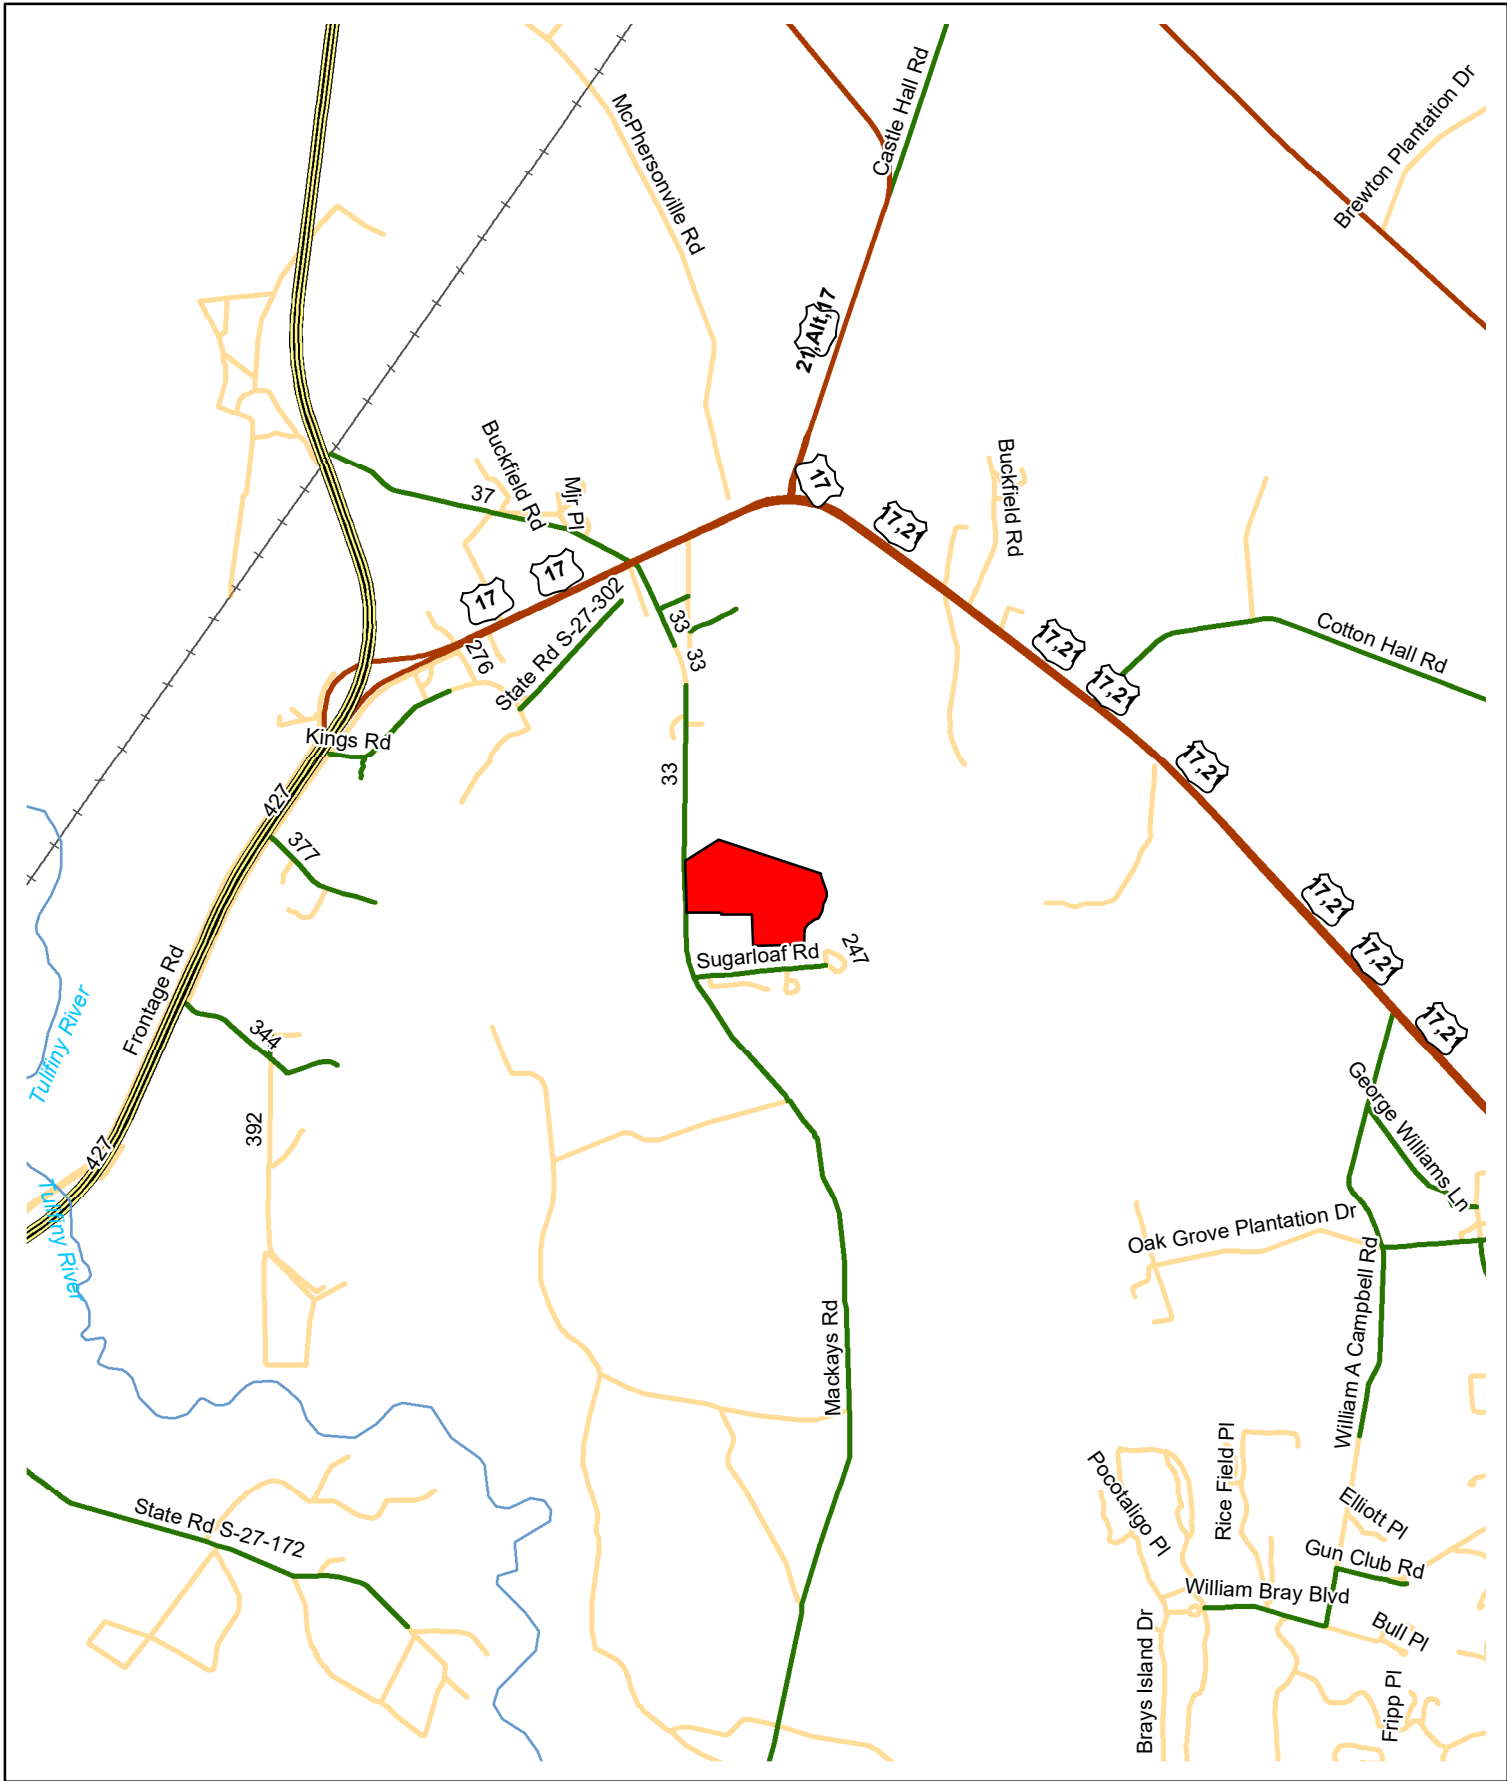 Castle Hall Rd
Brewton Plantation Dr
McPhersonville Rd
21,Alt,17
Buckfield Rd
Mjr Pl
37
17
Buckfield Rd
17,21
17
17
State Rd S-27-302
33
33
276
17,21
17,21
Cotton Hall Rd
Kings Rd
33
17,21
427
377
17,21
Sugarloaf Rd
247
17,21
Frontage Rd
Tulifiny River
344
17,21
George Williams Ln
392
427
Tulifiny River
Oak Grove Plantation Dr
William A Campbell Rd
Mackays Rd
Pocotaligo Pl
Rice Field Pl
Elliott Pl
State Rd S-27-172
Gun Club Rd
William Bray Blvd
Bull Pl
Brays Island Dr
Fripp Pl